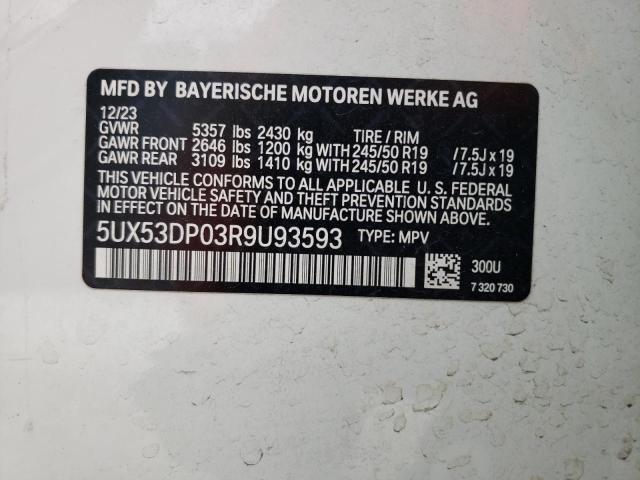 MFD BY BAYERISCHE MOTOREN WERKE AG
12/23
GVWR 5357 lbs 2430 kg TIRE / RIM
GAWR FRONT 2646 lbs 1200 kg WITH 245/50 R19 / 7.5J x 19
GAWR REAR 3109 lbs 1410 kg WITH 245/50 R19 / 7.5J x 19
THIS VEHICLE CONFORMS TO ALL APPLICABLE U. S. FEDERAL
MOTOR VEHICLE SAFETY AND THEFT PREVENTION
STANDARDS IN EFFECT ON THE DATE OF MANUFACTURE SHOWN ABOVE.
5UX53DP03R9U93593 TYPE: MPV
300U
7 320 730